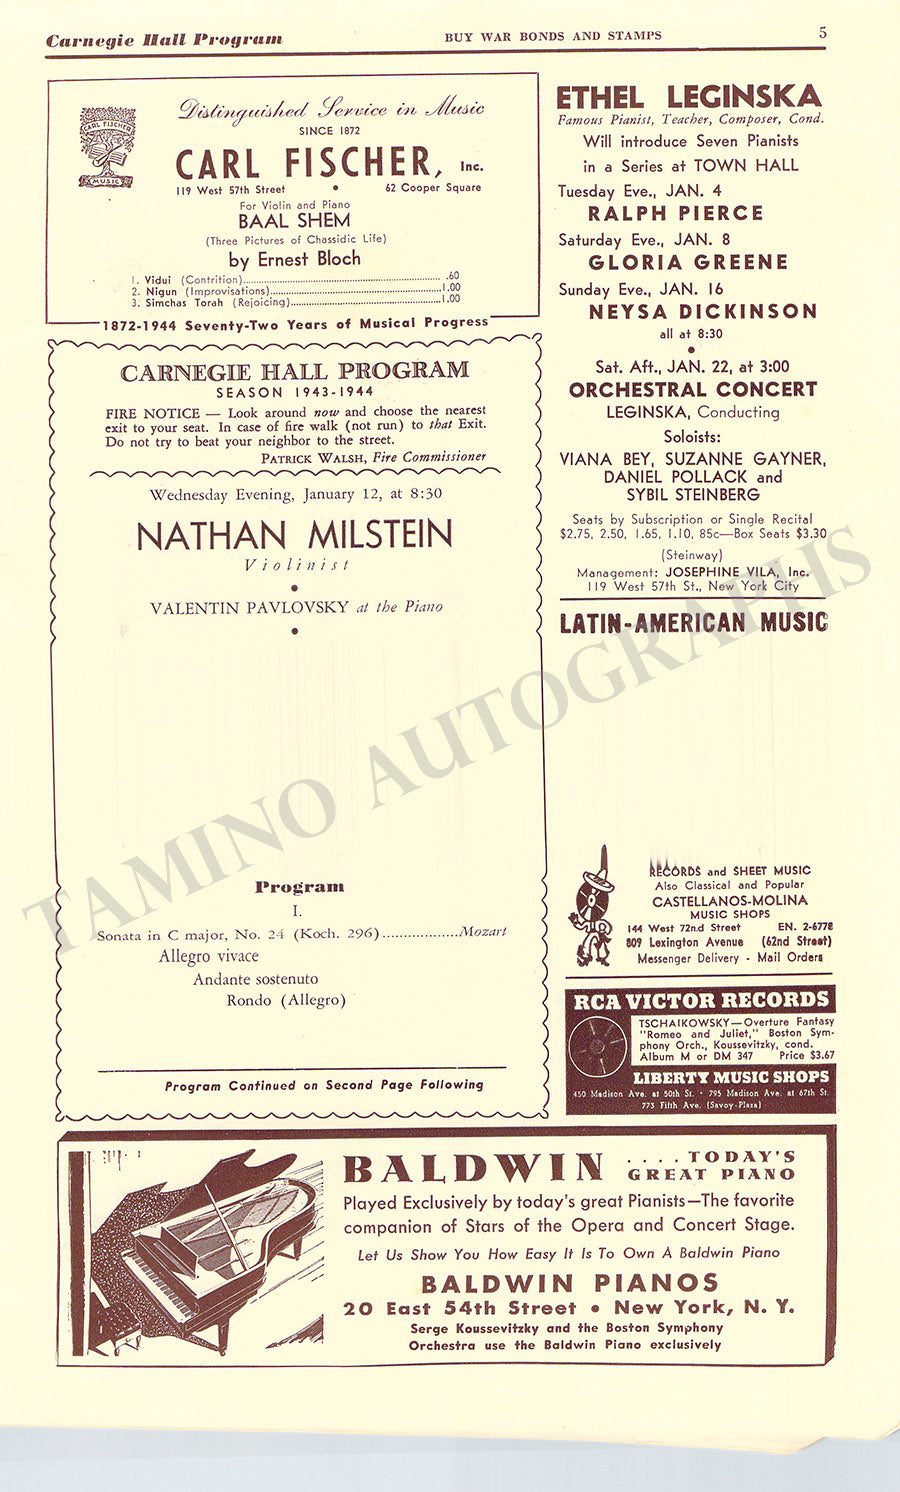 Carnegie Hall Program
BUY WAR BONDS AND STAMPS
5
CARL FISCHER
MUSIC
Distinguished Service in Music
SINCE 1872
CARL FISCHER, Inc.
119 West 57th Street • 62 Cooper Square
For Violin and Piano
BAAL SHEM
(Three Pictures of Chassidic Life)
by Ernest Bloch
1. Vidui (Contrition)........ .60
2. Nigun (Improvisations)........1.00
3. Simchas Torah (Rejoicing)........1.00
1872-1944 Seventy-Two Years of Musical Progress
CARNEGIE HALL PROGRAM
SEASON 1943-1944
FIRE NOTICE — Look around now and choose the nearest
exit to your seat. In case of fire walk (not run) to that Exit.
Do not try to beat your neighbor to the street.
PATRICK WALSH, Fire Commissioner
Wednesday Evening, January 12, at 8:30
NATHAN MILSTEIN
Violinist
•
VALENTIN PAVLOVSKY at the Piano
•
Program
I.
Sonata in C major, No. 24 (Koch. 296)........Mozart
Allegro vivace
Andante sostenuto
Rondo (Allegro)
Program Continued on Second Page Following
ETHEL LEGINSKA
Famous Pianist, Teacher, Composer, Cond.
Will introduce Seven Pianists
in a Series at TOWN HALL
Tuesday Eve., JAN. 4
RALPH PIERCE
Saturday Eve., JAN. 8
GLORIA GREENE
Sunday Eve., JAN. 16
NEYSA DICKINSON
all at 8:30
•
Sat. Aft., JAN. 22, at 3:00
ORCHESTRAL CONCERT
LEGINSKA, Conducting
Soloists:
VIANA BEY, SUZANNE GAYNER,
DANIEL POLLACK and
SYBIL STEINBERG
Seats by Subscription or Single Recital
$2.75, 2.50, 1.65, 1.10, 85c—Box Seats $3.30
(Steinway)
Management: JOSEPHINE VILA, Inc.
119 West 57th St., New York City
LATIN-AMERICAN MUSIC
RECORDS and SHEET MUSIC
Also Classical and Popular
CASTELLANOS-MOLINA
MUSIC SHOPS
144 West 72nd Street EN. 2-6778
809 Lexington Avenue (62nd Street)
Messenger Delivery - Mail Orders
RCA VICTOR RECORDS
TSCHAIKOWSKY—Overture Fantasy
"Romeo and Juliet," Boston Sym-
phony Orch., Koussevitzky, cond.
Album M or DM 347 Price $3.67
LIBERTY MUSIC SHOPS
450 Madison Ave. at 50th St. • 795 Madison Ave. at 67th St.
773 Fifth Ave. (Savoy-Plaza)
BALDWIN .... TODAY'S
GREAT PIANO
Played Exclusively by today's great Pianists—The favorite
companion of Stars of the Opera and Concert Stage.
Let Us Show You How Easy It Is To Own A Baldwin Piano
BALDWIN PIANOS
20 East 54th Street • New York, N. Y.
Serge Koussevitzky and the Boston Symphony
Orchestra use the Baldwin Piano exclusively
TAMINO AUTOGRAPHS